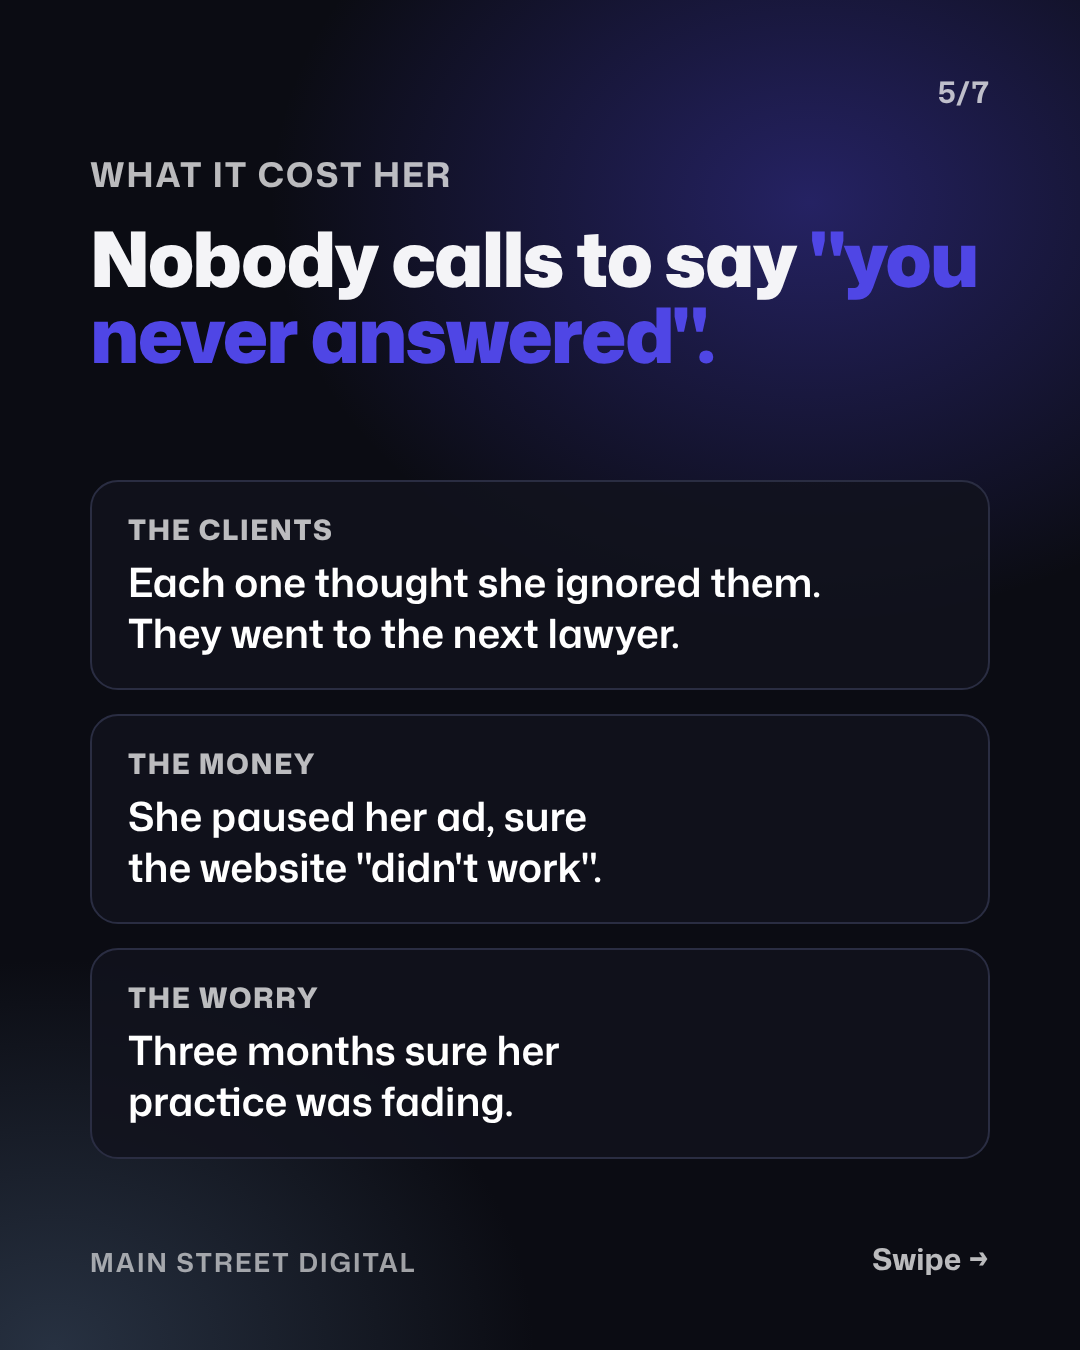 5/7
WHAT IT COST HER
Nobody calls to say "you
never answered".
THE CLIENTS
Each one thought she ignored them.
They went to the next lawyer.
THE MONEY
She paused her ad, sure
the website "didn't work".
THE WORRY
Three months sure her
practice was fading.
MAIN STREET DIGITAL
Swipe →